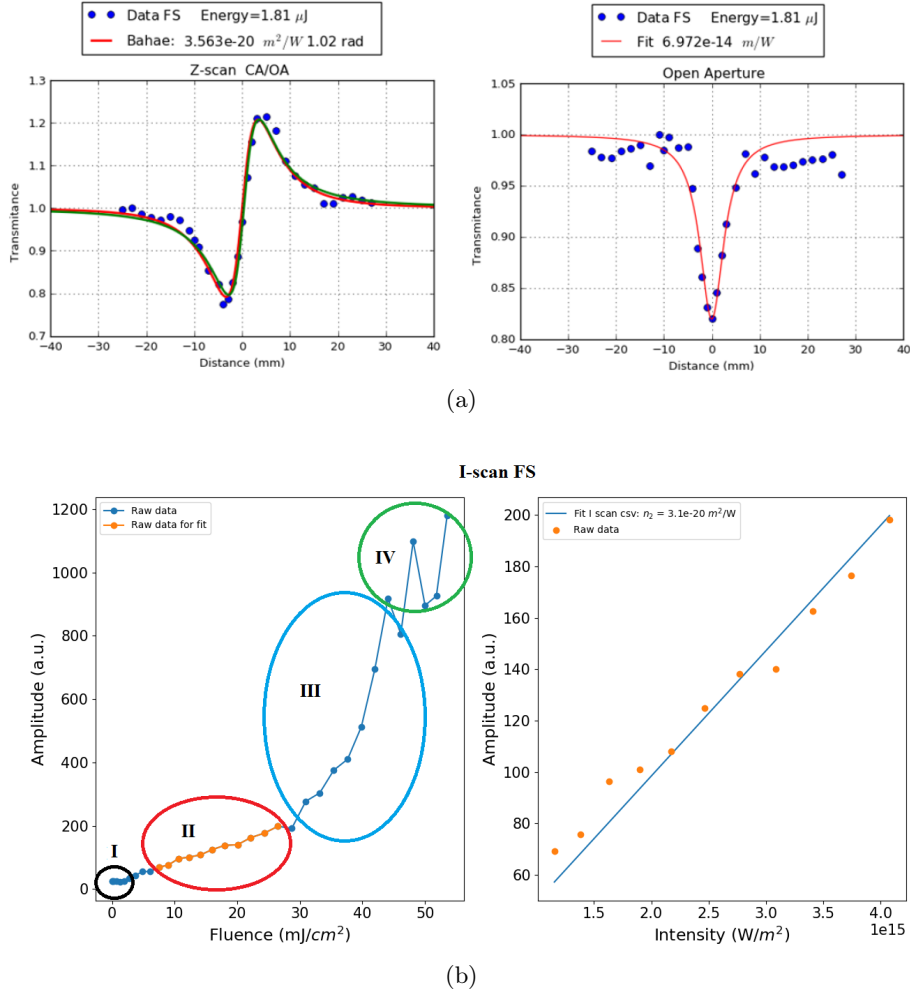 Data FS Energy=1.81 μJ
Bahae: 3.563e-20 m²/W 1.02 rad
Z-scan CA/OA
1.3
1.2
1.1
1.0
0.9
0.8
0.7
Transmitance
−40 −30 −20 −10 0 10 20 30 40
Distance (mm)
Data FS Energy=1.81 μJ
Fit 6.972e-14 m/W
Open Aperture
1.05
1.00
0.95
0.90
0.85
0.80
Transmitance
−40 −30 −20 −10 0 10 20 30 40
Distance (mm)
(a)
I-scan FS
Raw data
Raw data for fit
1200
1000
800
600
400
200
0
Amplitude (a.u.)
I
II
III
IV
0 10 20 30 40 50
Fluence (mJ/cm²)
Fit I scan csv: n₂ = 3.1e-20 m²/W
Raw data
200
180
160
140
120
100
80
60
Amplitude (a.u.)
1.5 2.0 2.5 3.0 3.5 4.0
1e15
Intensity (W/m²)
(b)